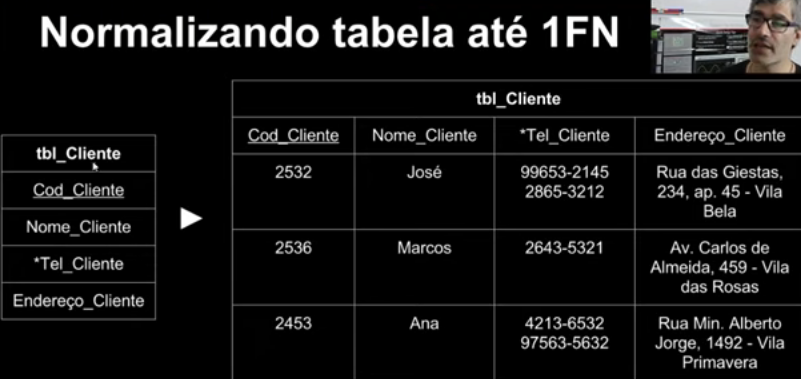 Normalizando tabela até 1FN
tbl_Cliente
Cod_Cliente
Nome_Cliente
*Tel_Cliente
Endereço_Cliente
tbl_Cliente
Cod_Cliente Nome_Cliente *Tel_Cliente Endereço_Cliente
2532 José 99653-2145 Rua das Giestas,
2865-3212 234, ap. 45 - Vila
Bela
2536 Marcos 2643-5321 Av. Carlos de
Almeida, 459 - Vila
das Rosas
2453 Ana 4213-6532 Rua Min. Alberto
97563-5632 Jorge, 1492 - Vila
Primavera